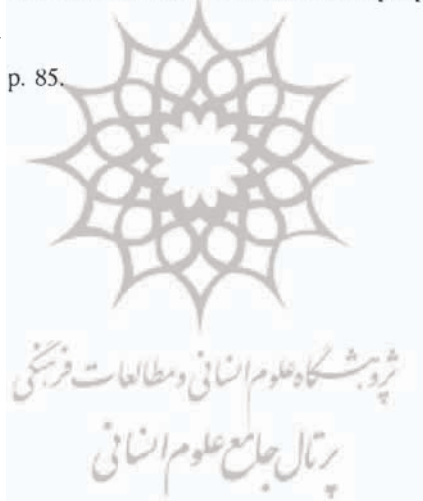 p. 85.
پژوهشگاه علوم انسانی و مطالعات فرهنگی
پرتال جامع علوم انسانی